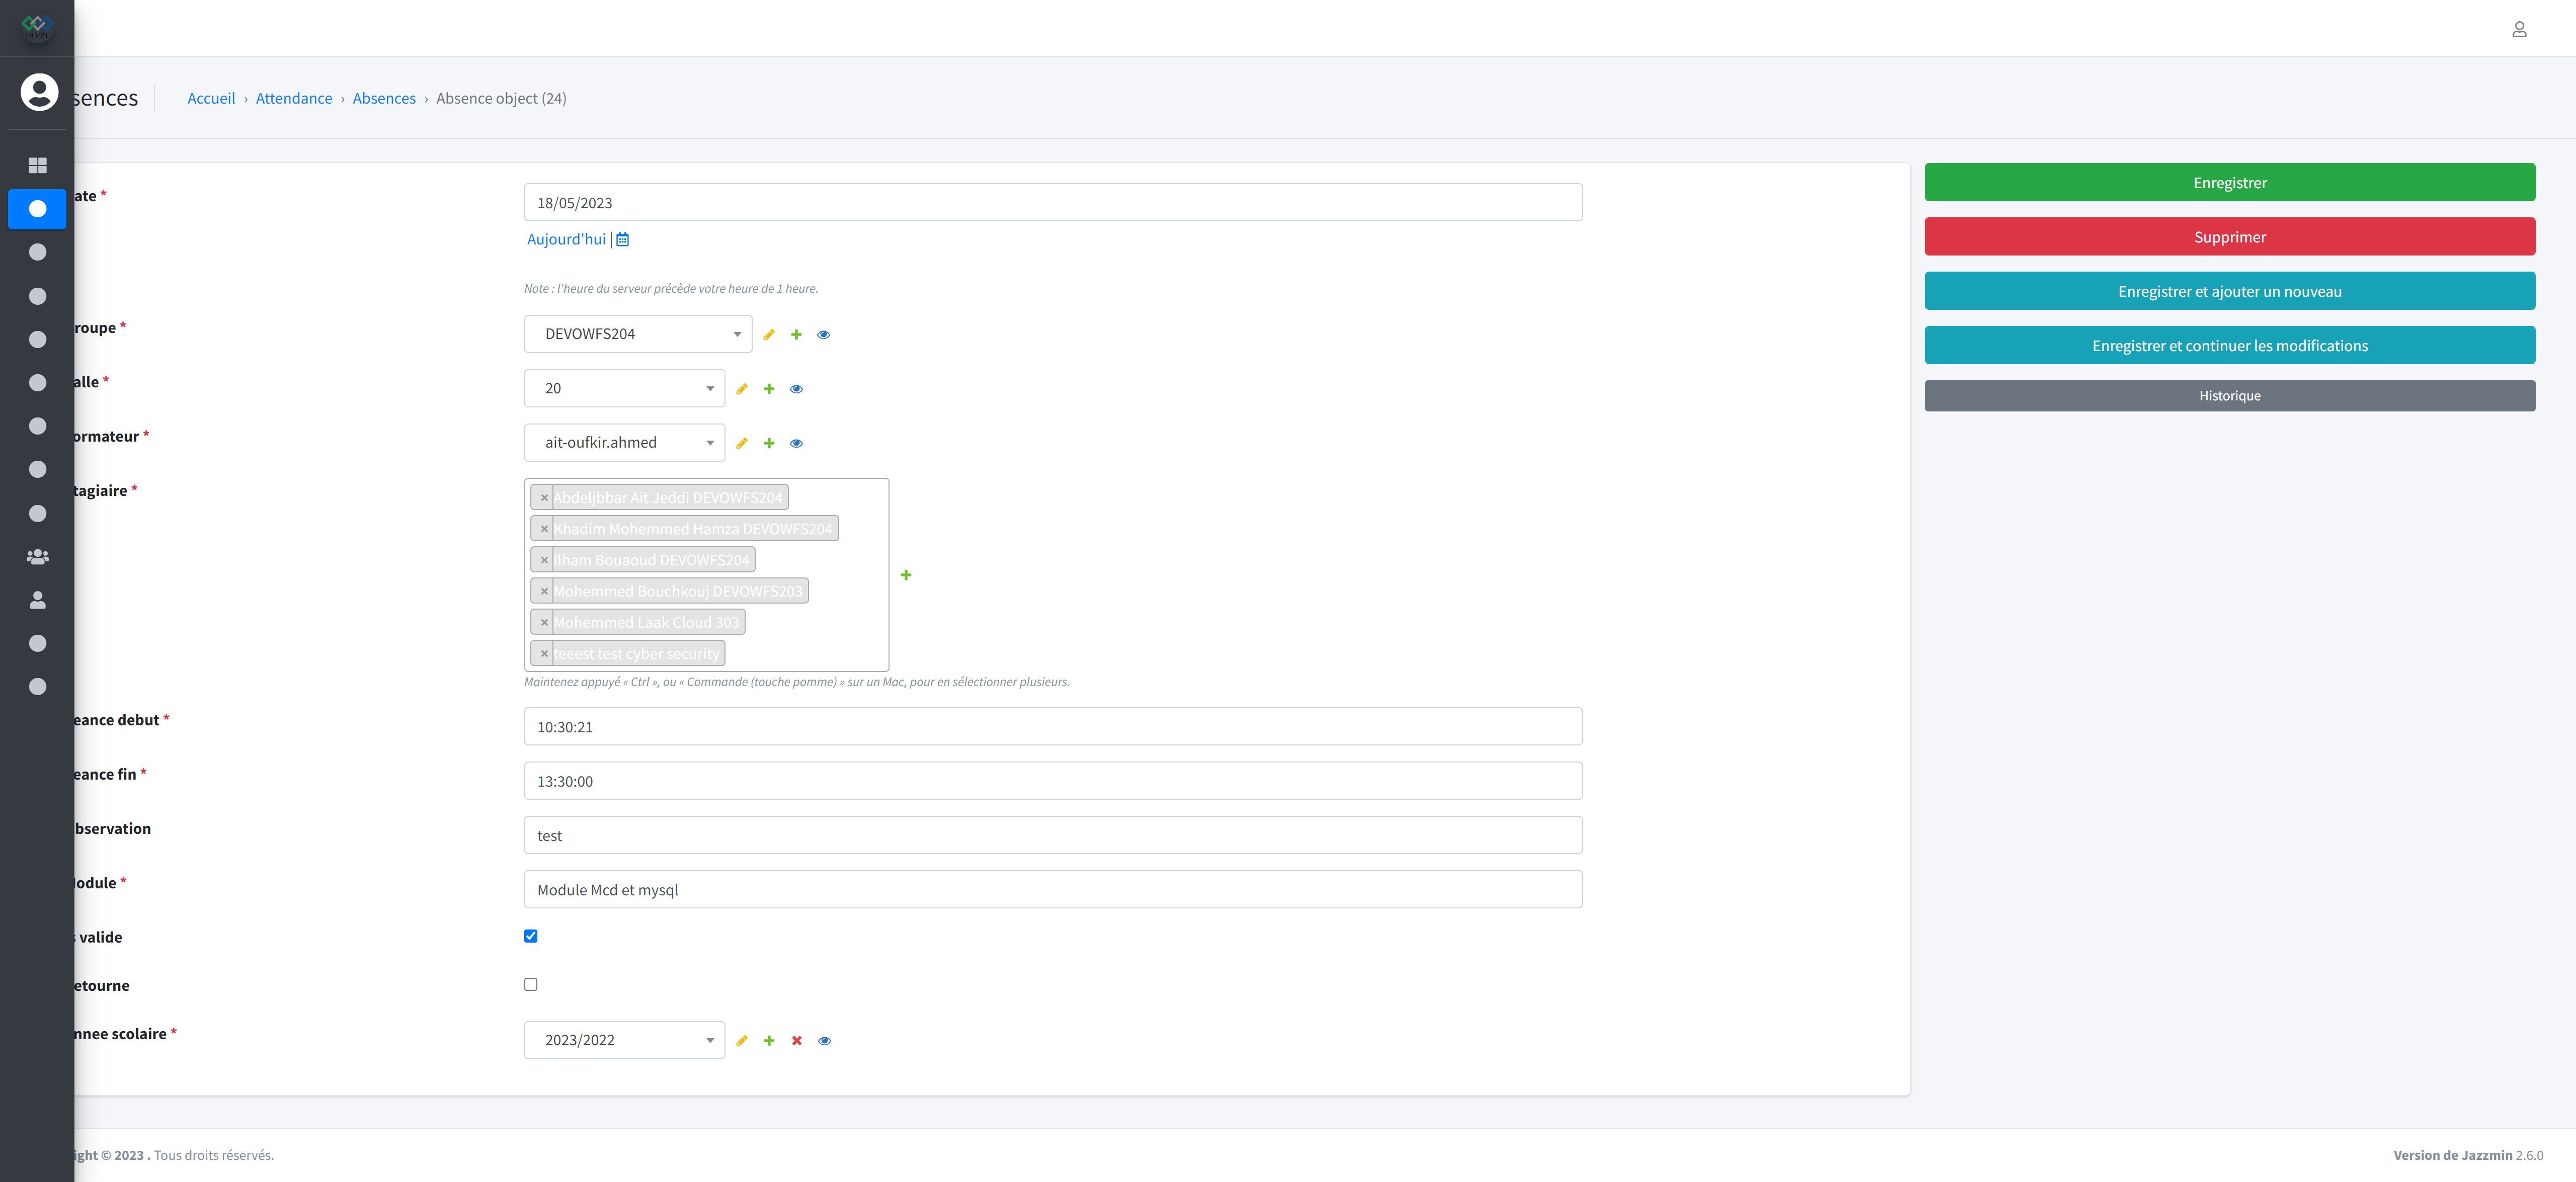 sences
Accueil › Attendance › Absences › Absence object (24)
Enregistrer
Supprimer
Enregistrer et ajouter un nouveau
Enregistrer et continuer les modifications
Historique
ate *
18/05/2023
Aujourd'hui |
Note : l'heure du serveur précède votre heure de 1 heure.
roupe *
DEVOWFS204
alle *
20
ormateur *
ait-oufkir.ahmed
tagiaire *
× Abdeljbbar Ait Jeddi DEVOWFS204
× Khadim Mohemmed Hamza DEVOWFS204
× Ilham Bouaoud DEVOWFS204
× Mohemmed Bouchkouj DEVOWFS203
× Mohemmed Laak Cloud 303
× teeest test cyber security
Maintenez appuyé « Ctrl », ou « Commande (touche pomme) » sur un Mac, pour en sélectionner plusieurs.
eance debut *
10:30:21
eance fin *
13:30:00
bservation
test
odule *
Module Mcd et mysql
s valide
etourne
nnee scolaire *
2023/2022
ight © 2023 . Tous droits réservés.
Version de Jazzmin 2.6.0